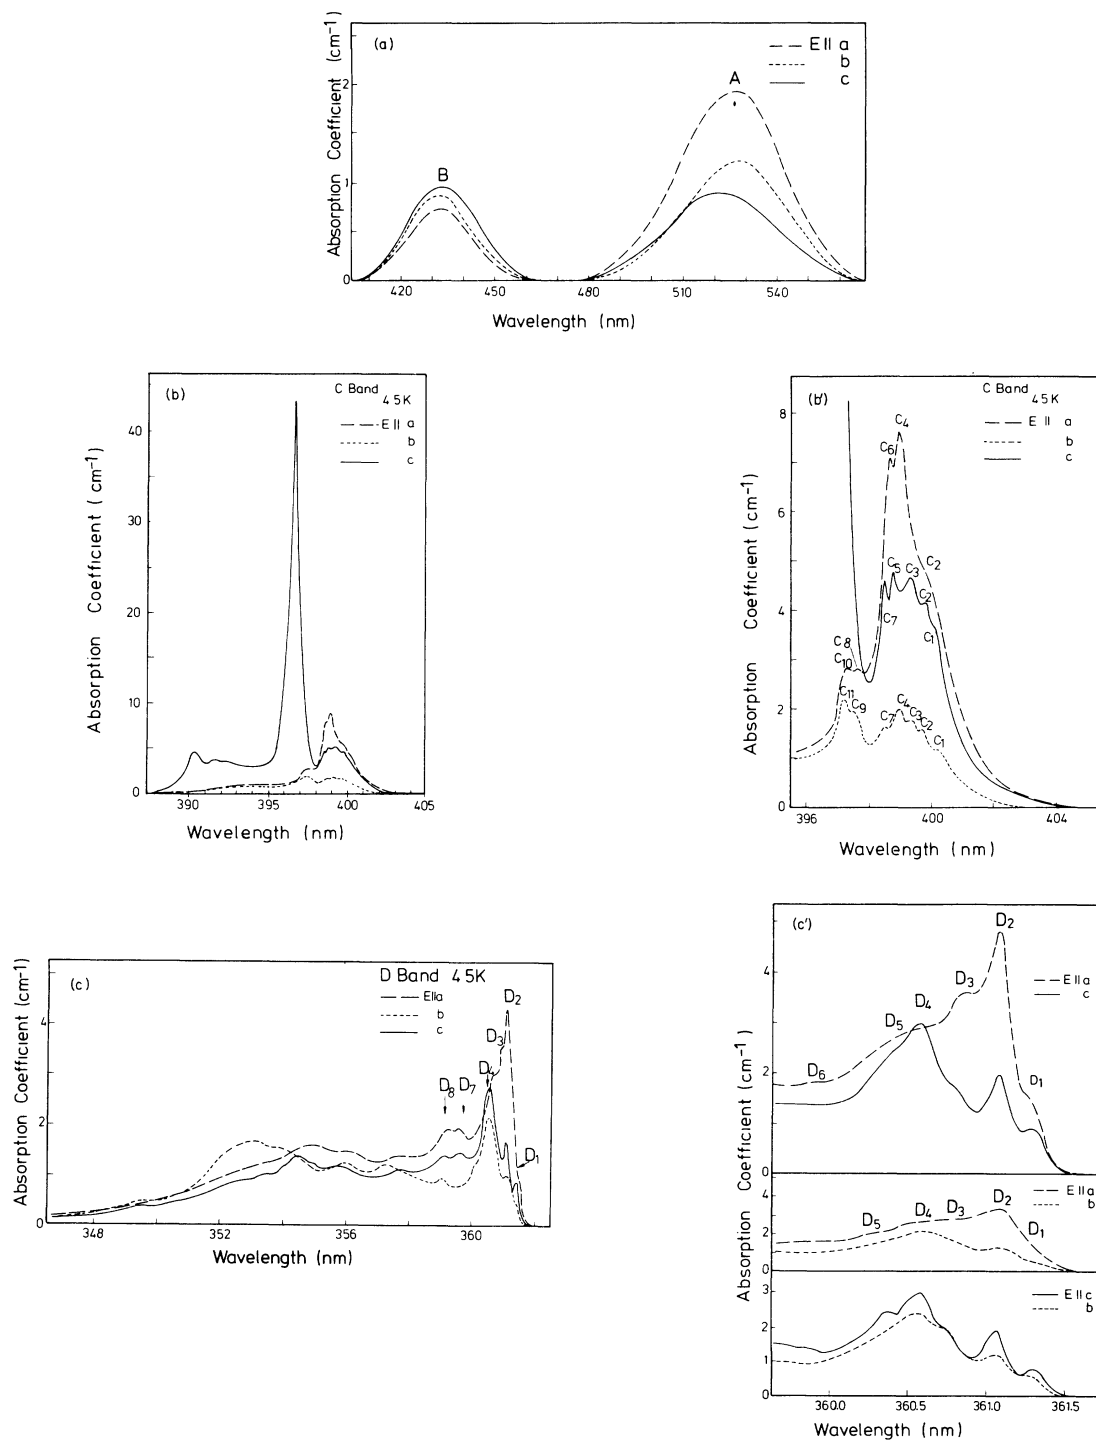 (a)
E || a
b
c
A
B
2
1
0
420 450 480 510 540
Absorption Coefficient (cm⁻¹)
Wavelength (nm)
(b)
C Band
4 5K
E || a
b
c
40
30
20
10
0
390 395 400 405
Absorption Coefficient (cm⁻¹)
Wavelength (nm)
(b')
C Band
4 5K
E || a
b
c
8
6
4
2
0
C₄
C₆
C₂
C₅ C₃
C₂
C₇
C₁
C₈
C₁₀
C₁₁
C₉
C₇ C₄ C₃ C₂
C₁
396 400 404
Absorption Coefficient (cm⁻¹)
Wavelength (nm)
(c)
D Band 4 5K
E||a
b
c
D₂
D₃
D₄
D₈ D₇
D₁
4
2
0
348 352 356 360
Absorption Coefficient (cm⁻¹)
Wavelength (nm)
(c')
D₂
E || a
c
D₃
D₄
D₅
D₆
D₁
4
2
0
E || a
b
D₅ D₄ D₃ D₂
D₁
4
2
0
E || c
b
3
2
1
0
360.0 360.5 361.0 361.5
Absorption Coefficient (cm⁻¹)
Wavelength (nm)